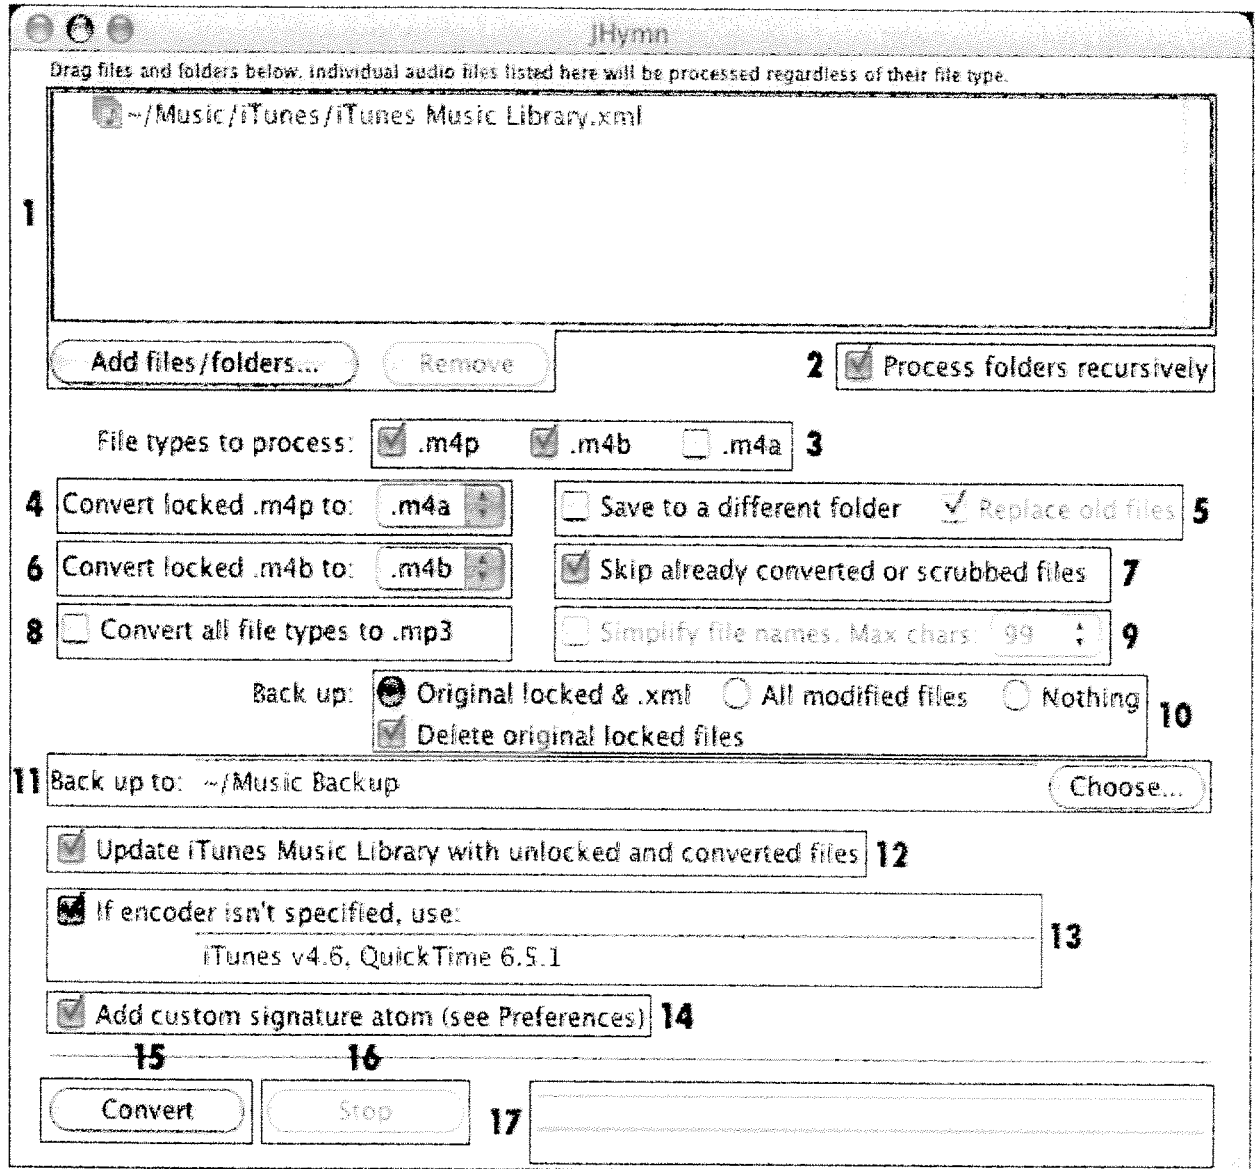 JHymn
Drag files and folders below. Individual audio files listed here will be processed regardless of their file type.
~/Music/iTunes/iTunes Music Library.xml
1
Add files/folders... Remove 2 Process folders recursively
File types to process: .m4p .m4b .m4a 3
4 Convert locked .m4p to: .m4a Save to a different folder Replace old files 5
6 Convert locked .m4b to: .m4b Skip already converted or scrubbed files 7
8 Convert all file types to .mp3 Simplify file names. Max chars: 99 9
Back up: Original locked & .xml All modified files Nothing 10
Delete original locked files
11 Back up to: ~/Music Backup Choose...
Update iTunes Music Library with unlocked and converted files 12
If encoder isn't specified, use: 13
iTunes v4.6, QuickTime 6.5.1
Add custom signature atom (see Preferences) 14
15 16
Convert Stop 17